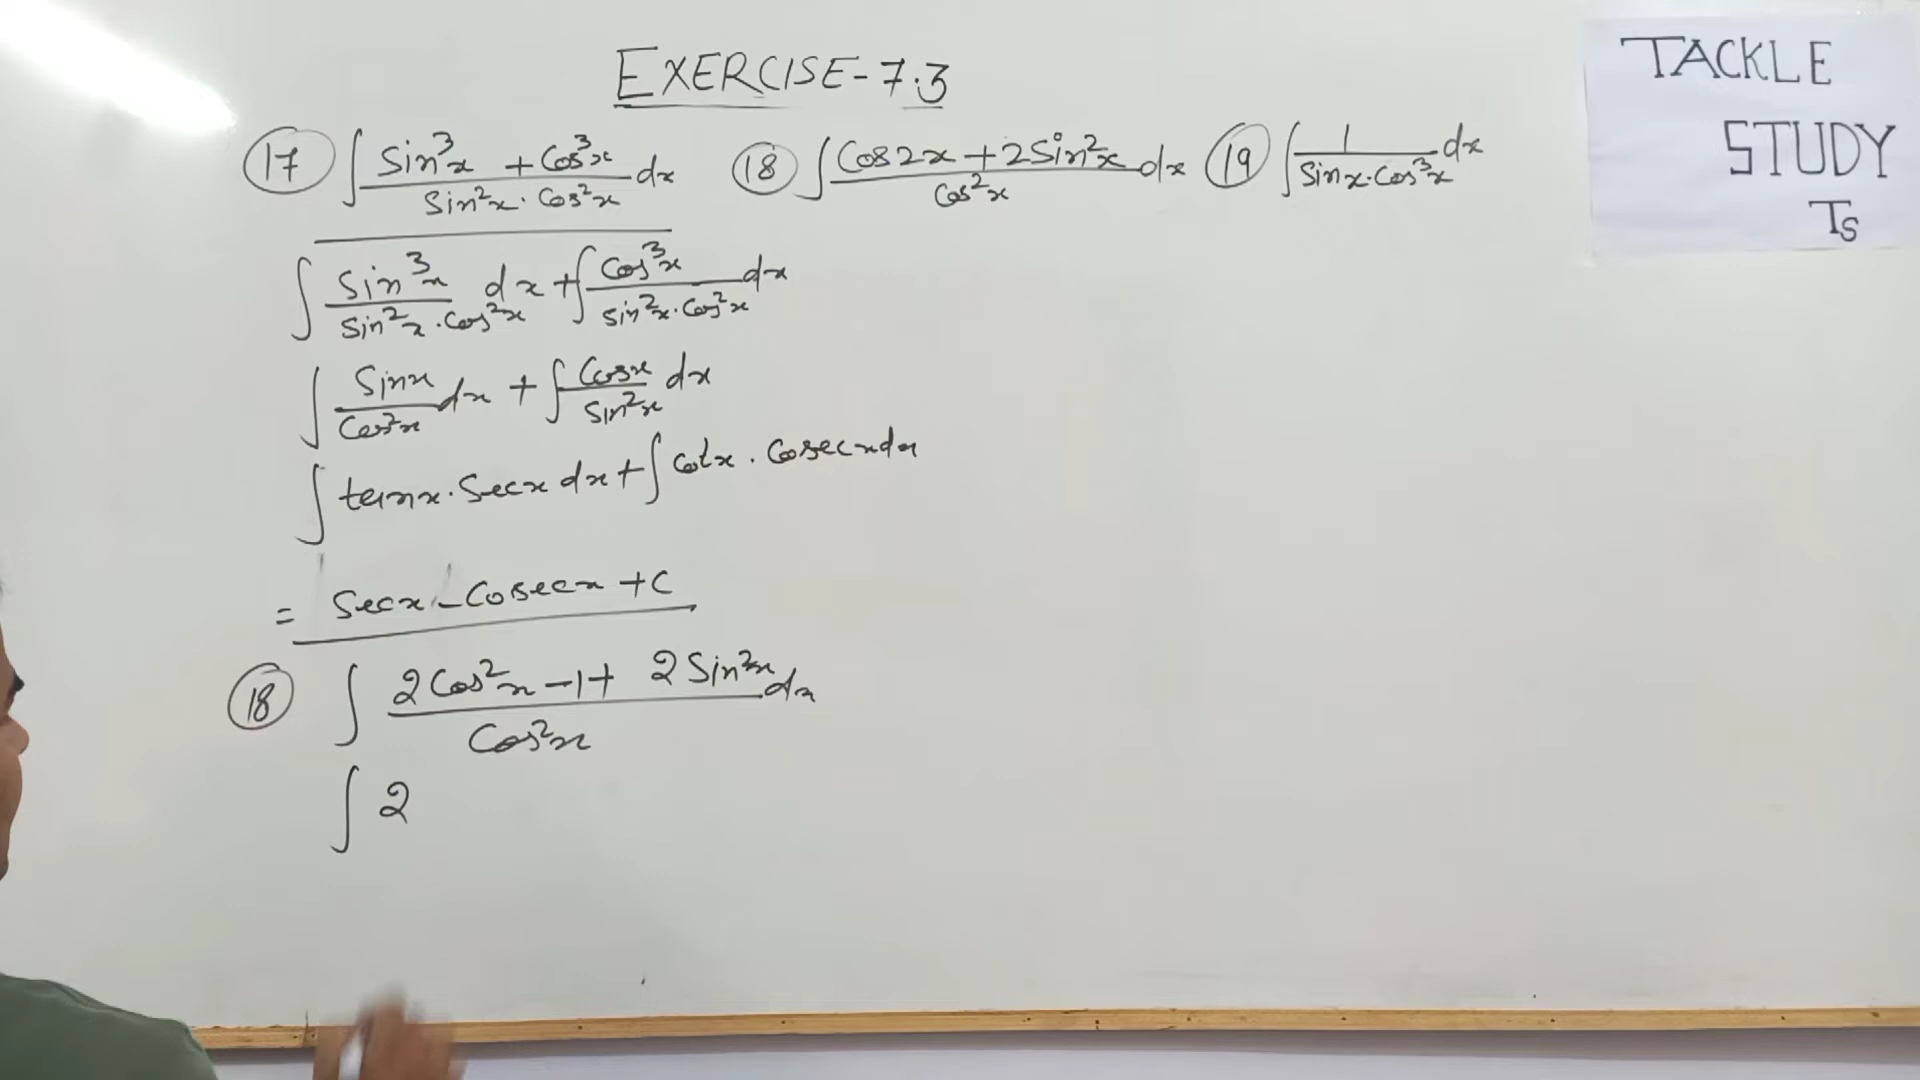 EXERCISE-7.3
TACKLE
STUDY
Ts
17 ∫ Sin³x + Cos³x / Sin²x · Cos²x dx 18 ∫ Cos2x + 2Sin²x / Cos²x dx 19 ∫ 1 / Sinx·Cos³x dx
∫ Sin³x / Sin²x · Cos²x dx + ∫ Cos³x / Sin²x · Cos²x dx
∫ Sinx / Cos²x dx + ∫ Cosx / Sin²x dx
∫ tanx · Secx dx + ∫ Cotx · Cosecx dx
= Secx - Cosecx + C
18 ∫ 2Cos²x - 1 + 2Sin²x / Cos²x dx
∫ 2